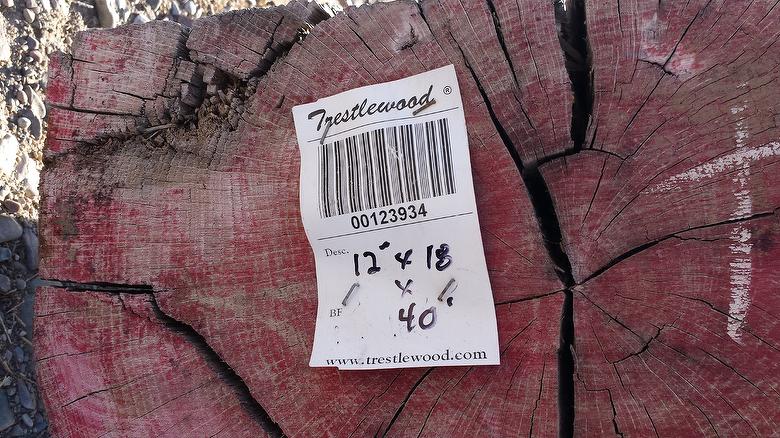 Trestlewood ®
00123934
Desc. 12" x 18
x
BF 40'
www.trestlewood.com